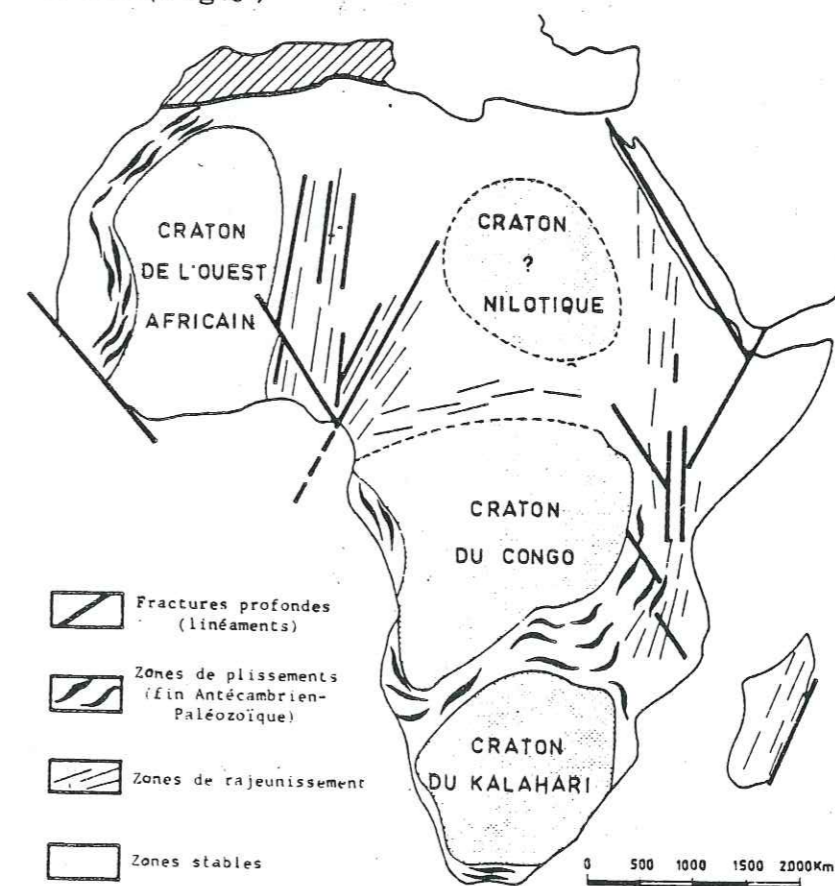 CRATON
DE L'OUEST
AFRICAIN
CRATON
?
NILOTIQUE
CRATON
DU CONGO
CRATON
DU KALAHARI
Fractures profondes
(linéaments)
Zones de plissements
(fin Antécambrien-
Paléozoïque)
Zones de rajeunissement
Zones stables
0 500 1000 1500 2000Km